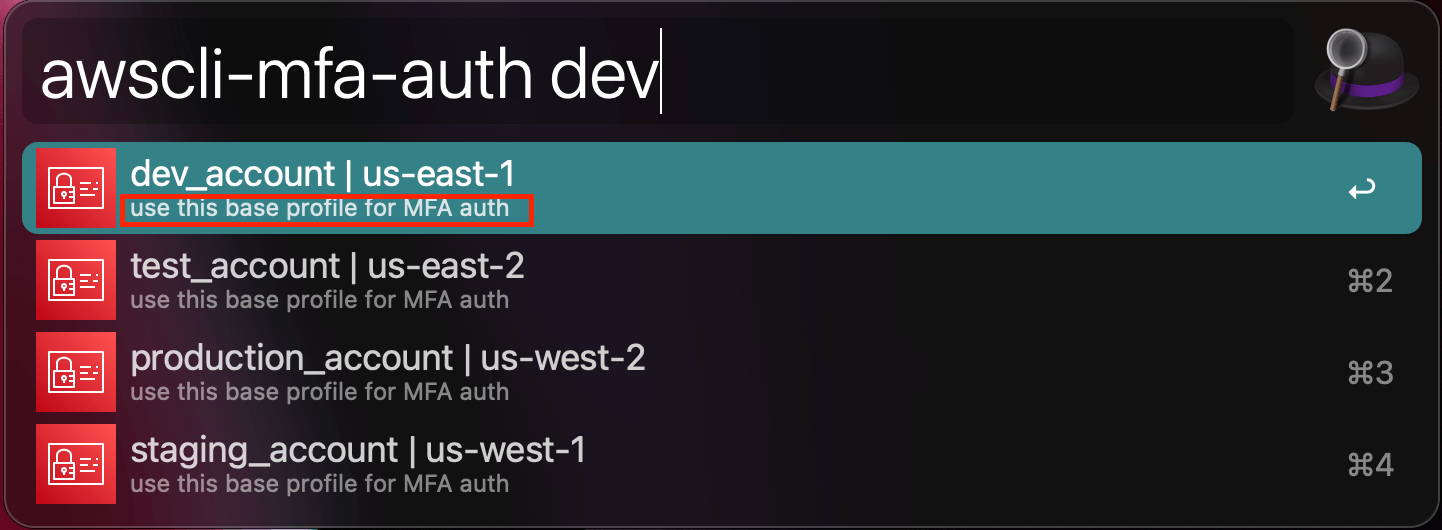 awscli-mfa-auth dev
dev_account | us-east-1
use this base profile for MFA auth
test_account | us-east-2
use this base profile for MFA auth
⌘2
production_account | us-west-2
use this base profile for MFA auth
⌘3
staging_account | us-west-1
use this base profile for MFA auth
⌘4